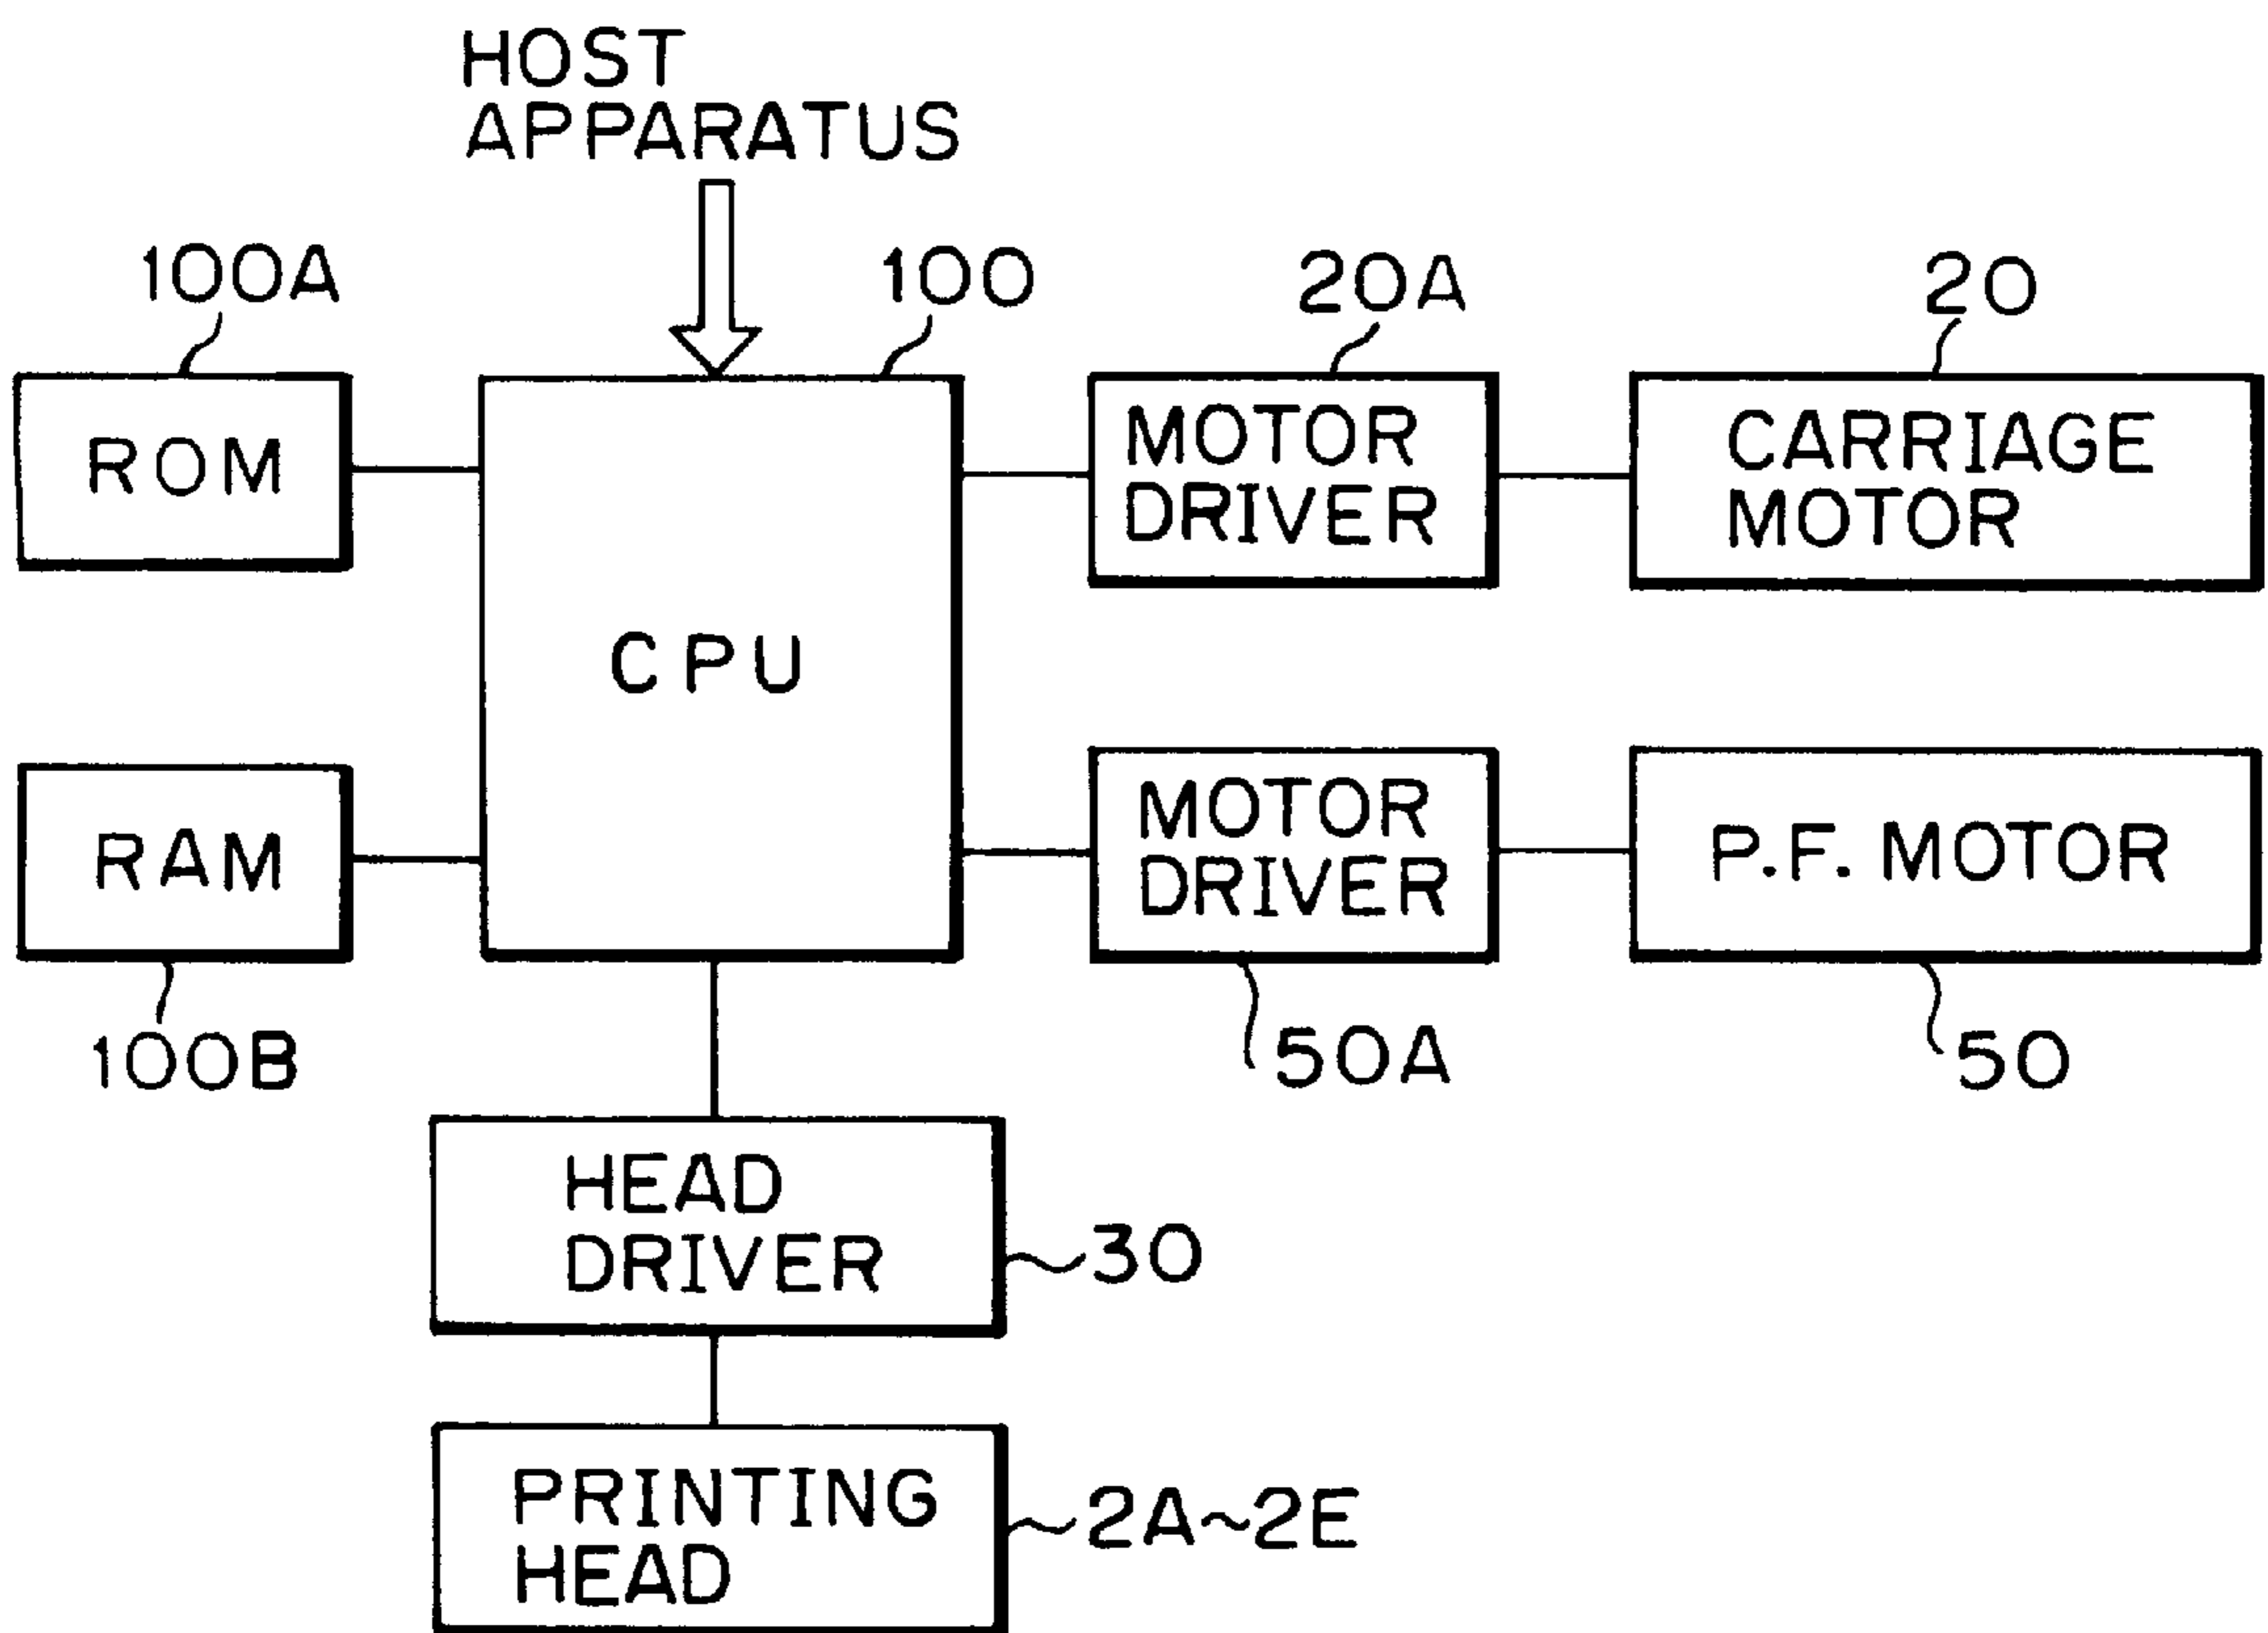 HOST
APPARATUS
100A
100
20A
20
ROM
CPU
MOTOR
DRIVER
CARRIAGE
MOTOR
RAM
MOTOR
DRIVER
P.F. MOTOR
100B
50A
50
HEAD
DRIVER
30
PRINTING
HEAD
2A~2E